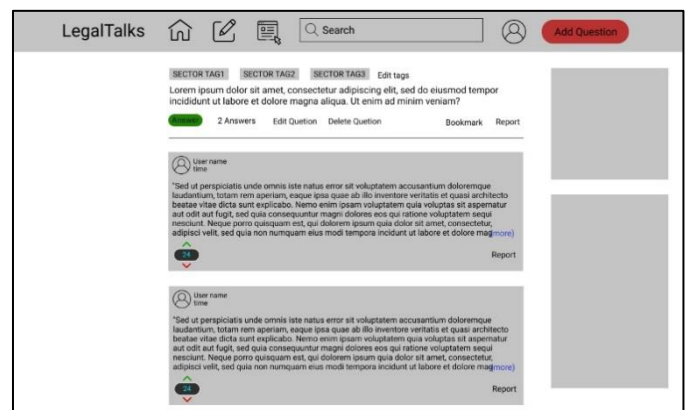 LegalTalks Search Add Question
SECTOR TAG1 SECTOR TAG2 SECTOR TAG3 Edit tags
Lorem ipsum dolor sit amet, consectetur adipiscing elit, sed do eiusmod tempor
incididunt ut labore et dolore magna aliqua. Ut enim ad minim veniam?
Answer 2 Answers Edit Quetion Delete Quetion Bookmark Report
User name
time
"Sed ut perspiciatis unde omnis iste natus error sit voluptatem accusantium doloremque
laudantium, totam rem aperiam, eaque ipsa quae ab illo inventore veritatis et quasi architecto
beatae vitae dicta sunt explicabo. Nemo enim ipsam voluptatem quia voluptas sit aspernatur
aut odit aut fugit, sed quia consequuntur magni dolores eos qui ratione voluptatem sequi
nesciunt. Neque porro quisquam est, qui dolorem ipsum quia dolor sit amet, consectetur,
adipisci velit, sed quia non numquam eius modi tempora incidunt ut labore et dolore mag(more)
24
Report
User name
time
"Sed ut perspiciatis unde omnis iste natus error sit voluptatem accusantium doloremque
laudantium, totam rem aperiam, eaque ipsa quae ab illo inventore veritatis et quasi architecto
beatae vitae dicta sunt explicabo. Nemo enim ipsam voluptatem quia voluptas sit aspernatur
aut odit aut fugit, sed quia consequuntur magni dolores eos qui ratione voluptatem sequi
nesciunt. Neque porro quisquam est, qui dolorem ipsum quia dolor sit amet, consectetur,
adipisci velit, sed quia non numquam eius modi tempora incidunt ut labore et dolore mag(more)
24
Report